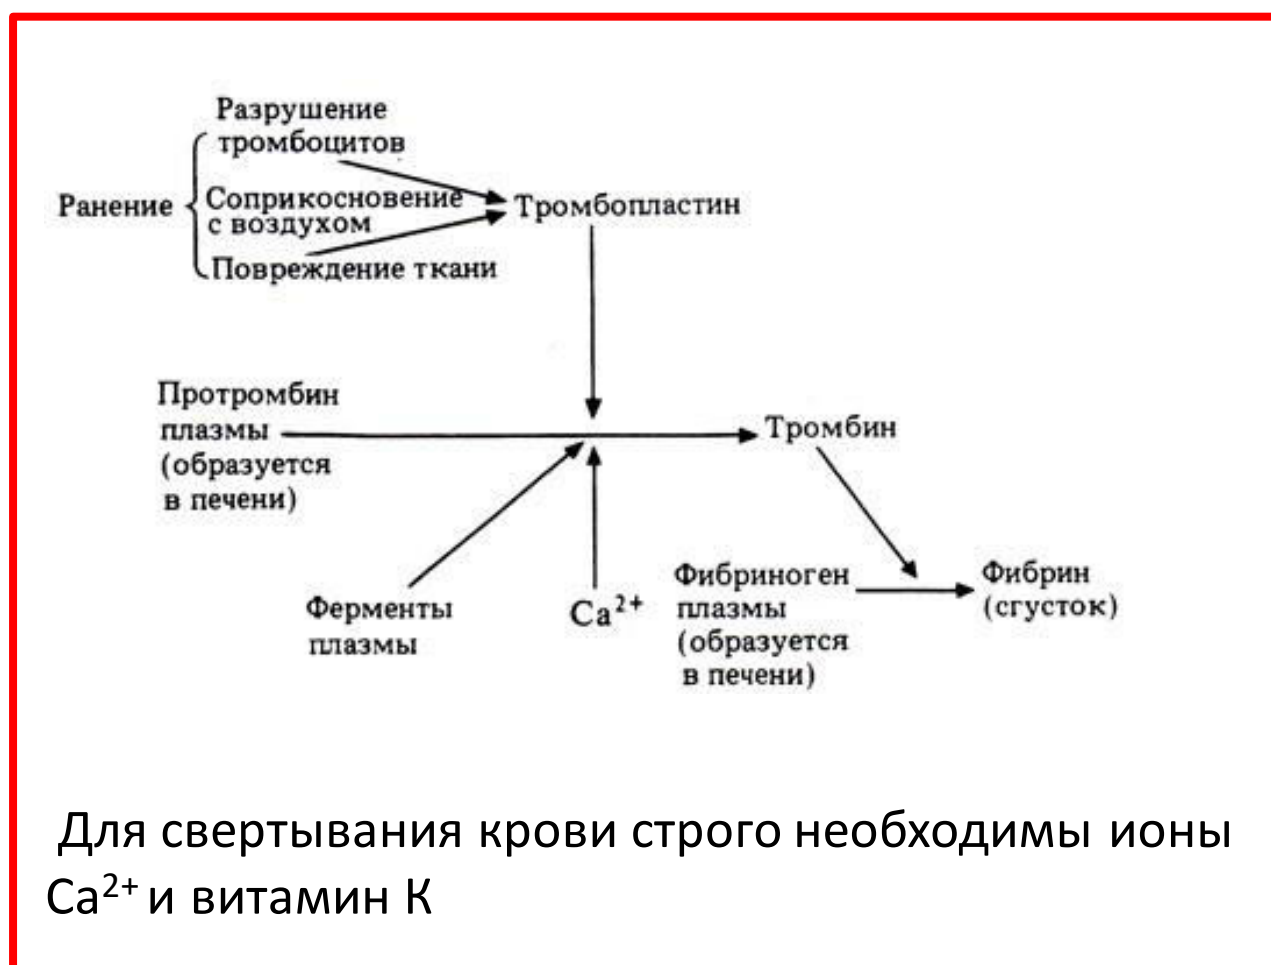 Разрушение
тромбоцитов
Ранение
Соприкосновение
с воздухом
Повреждение ткани
Тромбопластин
Протромбин
плазмы
(образуется
в печени)
Тромбин
Ферменты
плазмы
Ca²⁺
Фибриноген
плазмы
(образуется
в печени)
Фибрин
(сгусток)
Для свертывания крови строго необходимы ионы
Ca²⁺ и витамин К